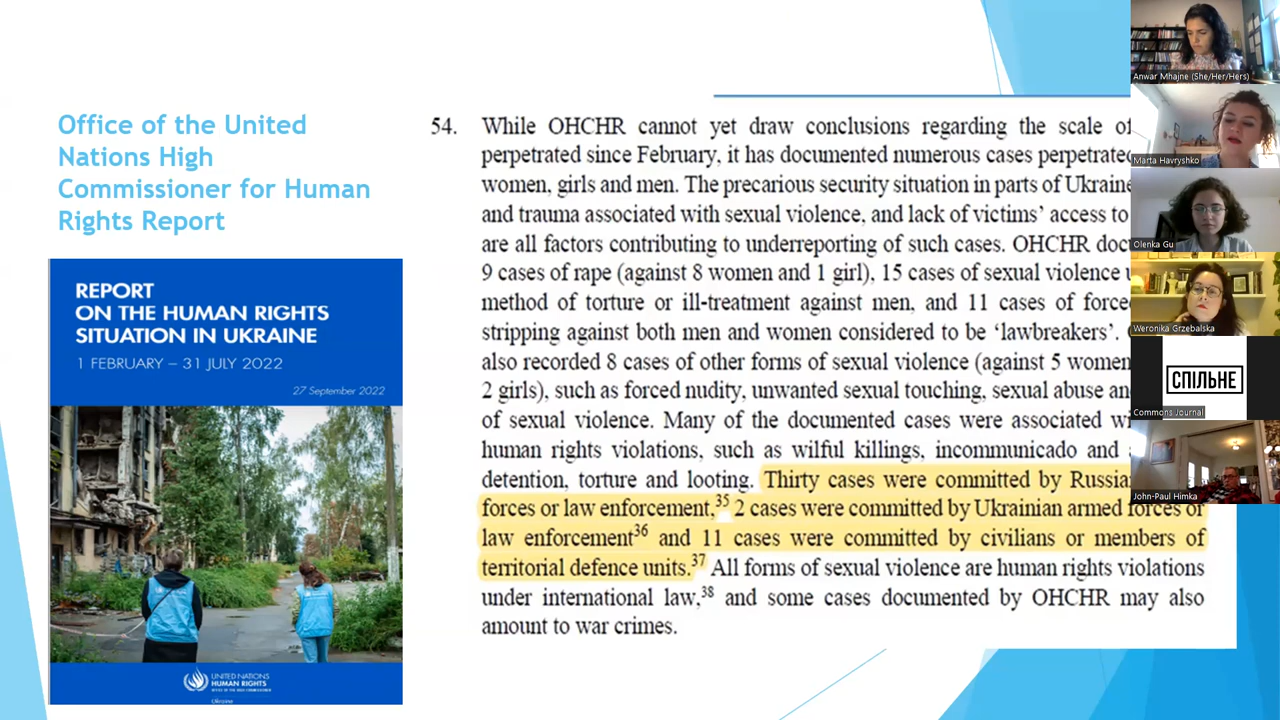 Office of the United
Nations High
Commissioner for Human
Rights Report
REPORT
ON THE HUMAN RIGHTS
SITUATION IN UKRAINE
1 FEBRUARY – 31 JULY 2022
27 September 2022
UNITED NATIONS
HUMAN RIGHTS
OFFICE OF THE HIGH COMMISSIONER
Ukraine
54. While OHCHR cannot yet draw conclusions regarding the scale of
perpetrated since February, it has documented numerous cases perpetrated
women, girls and men. The precarious security situation in parts of Ukraine
and trauma associated with sexual violence, and lack of victims’ access to
are all factors contributing to underreporting of such cases. OHCHR doc
9 cases of rape (against 8 women and 1 girl), 15 cases of sexual violence
method of torture or ill-treatment against men, and 11 cases of force
stripping against both men and women considered to be ‘lawbreakers’.
also recorded 8 cases of other forms of sexual violence (against 5 women
2 girls), such as forced nudity, unwanted sexual touching, sexual abuse an
of sexual violence. Many of the documented cases were associated wi
human rights violations, such as wilful killings, incommunicado and
detention, torture and looting. Thirty cases were committed by Russia
forces or law enforcement,35 2 cases were committed by Ukrainian armed forces or
law enforcement36 and 11 cases were committed by civilians or members of
territorial defence units.37 All forms of sexual violence are human rights violations
under international law,38 and some cases documented by OHCHR may also
amount to war crimes.
Anwar Mhajne (She/Her/Hers)
Marta Havryshko
Olenka Gu
Weronika Grzebalska
СПІЛЬНЕ
Commons Journal
John-Paul Himka